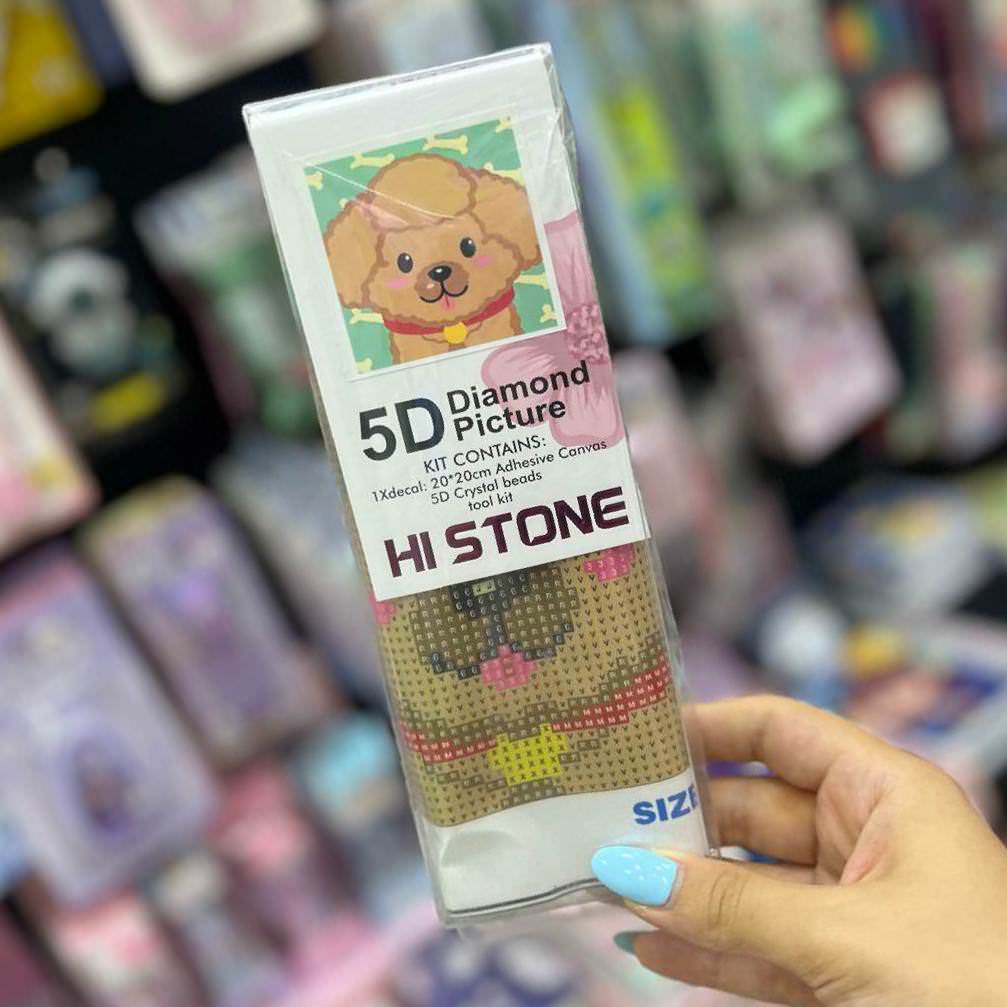 5D Diamond
Picture
KIT CONTAINS:
1Xdecal: 20*20cm Adhesive Canvas
5D Crystal beads
tool kit
HI STONE
SIZE